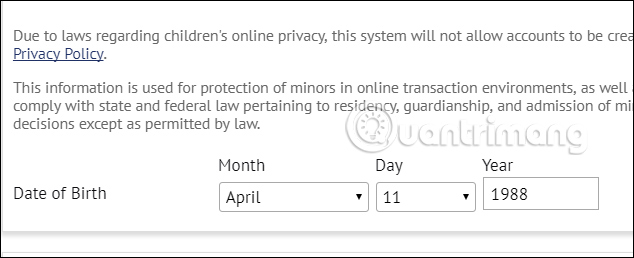 Due to laws regarding children's online privacy, this system will not allow accounts to be crea
Privacy Policy.
This information is used for protection of minors in online transaction environments, as well
comply with state and federal law pertaining to residency, guardianship, and admission of mi
decisions except as permitted by law.
Quantrimang
Month Day Year
Date of Birth April 11 1988